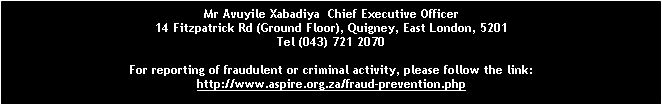 Mr Avuyile Xabadiya  Chief Executive Officer
14 Fitzpatrick Rd (Ground Floor), Quigney, East London, 5201
Tel (043) 721 2070
For reporting of fraudulent or criminal activity, please follow the link:
http://www.aspire.org.za/fraud-prevention.php